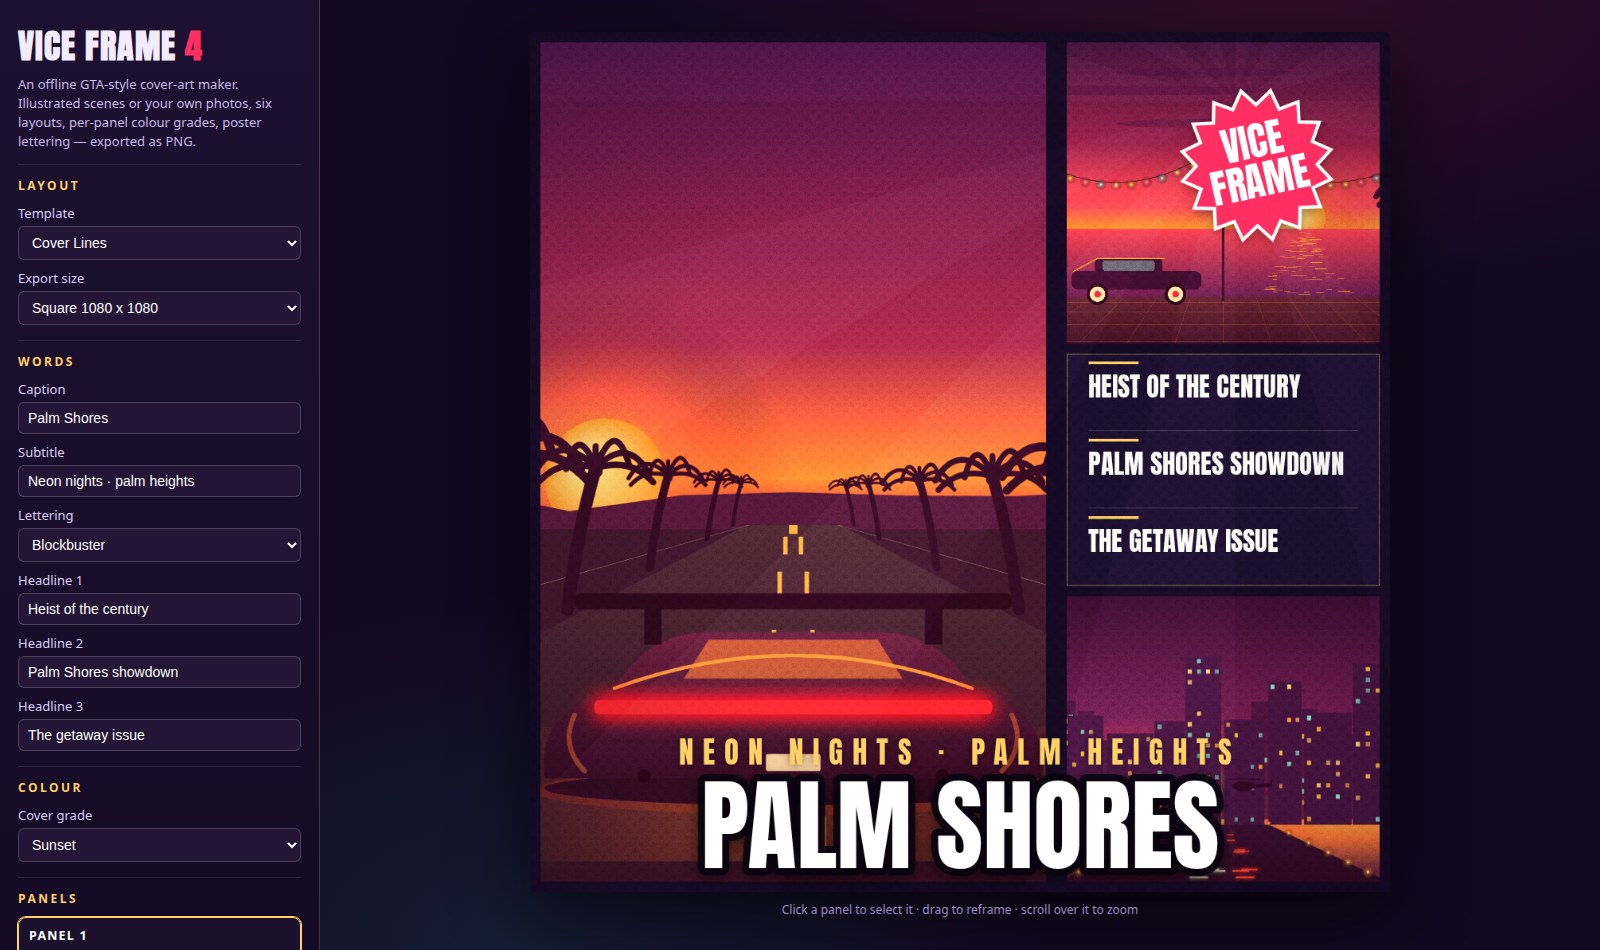 VICE FRAME 4
An offline GTA-style cover-art maker.
Illustrated scenes or your own photos, six
layouts, per-panel colour grades, poster
lettering — exported as PNG.
LAYOUT
Template
Cover Lines
Export size
Square 1080 x 1080
WORDS
Caption
Palm Shores
Subtitle
Neon nights · palm heights
Lettering
Blockbuster
Headline 1
Heist of the century
Headline 2
Palm Shores showdown
Headline 3
The getaway issue
COLOUR
Cover grade
Sunset
PANELS
PANEL 1
VICE
FRAME
HEIST OF THE CENTURY
PALM SHORES SHOWDOWN
THE GETAWAY ISSUE
NEON NIGHTS · PALM HEIGHTS
PALM SHORES
Click a panel to select it · drag to reframe · scroll over it to zoom